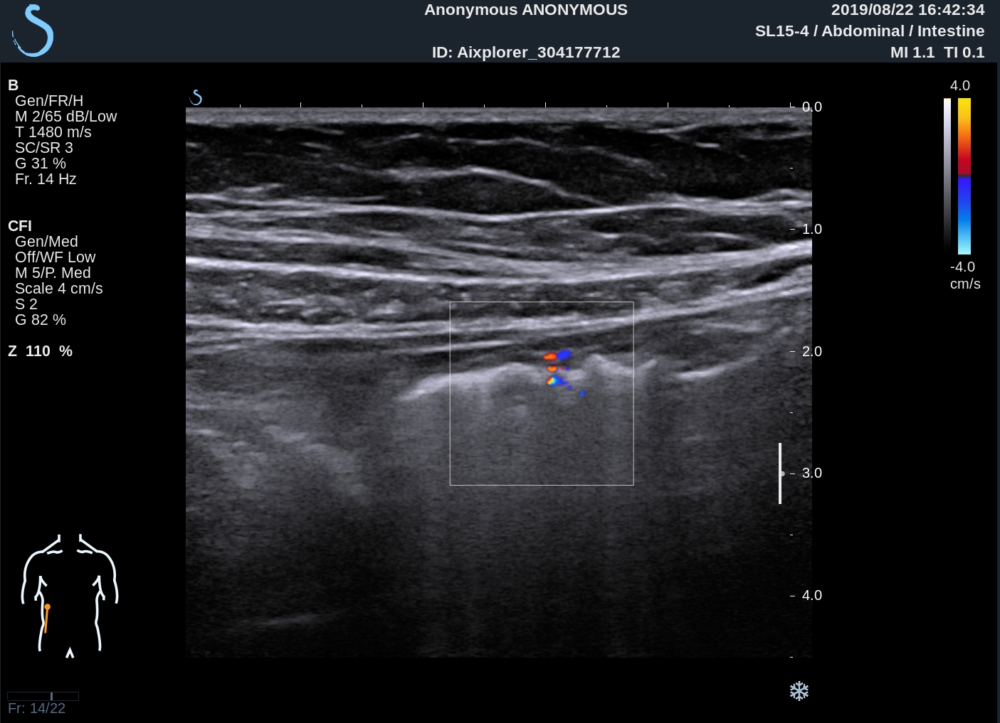 Anonymous ANONYMOUS
2019/08/22 16:42:34
SL15-4 / Abdominal / Intestine
ID: Aixplorer_304177712
MI 1.1 TI 0.1
B
Gen/FR/H
M 2/65 dB/Low
T 1480 m/s
SC/SR 3
G 31 %
Fr. 14 Hz
CFI
Gen/Med
Off/WF Low
M 5/P. Med
Scale 4 cm/s
S 2
G 82 %
Z 110 %
0.0
1.0
2.0
3.0
4.0
4.0
-4.0
cm/s
Fr: 14/22